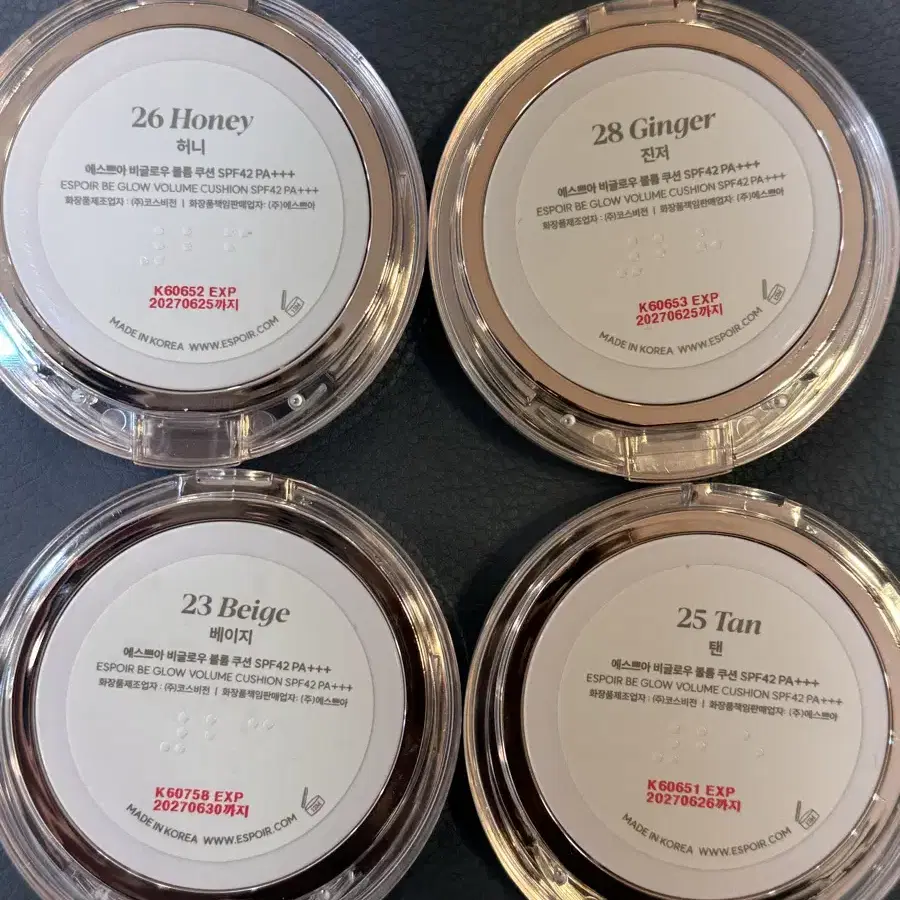 26 Honey
허니
에스쁘아 비글로우 볼륨 쿠션 SPF42 PA+++
ESPOIR BE GLOW VOLUME CUSHION SPF42 PA+++
화장품제조업자 : (주)코스비전 | 화장품책임판매업자: (주)에스쁘아
K60652 EXP
20270625까지
MADE IN KOREA WWW.ESPOIR.COM
28 Ginger
진저
에스쁘아 비글로우 볼륨 쿠션 SPF42 PA+++
ESPOIR BE GLOW VOLUME CUSHION SPF42 PA+++
화장품제조업자 : (주)코스비전 | 화장품책임판매업자: (주)에스쁘아
K60653 EXP
20270625까지
MADE IN KOREA WWW.ESPOIR.COM
23 Beige
베이지
에스쁘아 비글로우 볼륨 쿠션 SPF42 PA+++
ESPOIR BE GLOW VOLUME CUSHION SPF42 PA+++
화장품제조업자 : (주)코스비전 | 화장품책임판매업자: (주)에스쁘아
K60758 EXP
20270630까지
MADE IN KOREA WWW.ESPOIR.COM
25 Tan
탠
에스쁘아 비글로우 볼륨 쿠션 SPF42 PA+++
ESPOIR BE GLOW VOLUME CUSHION SPF42 PA+++
화장품제조업자 : (주)코스비전 | 화장품책임판매업자: (주)에스쁘아
K60651 EXP
20270626까지
MADE IN KOREA WWW.ESPOIR.COM